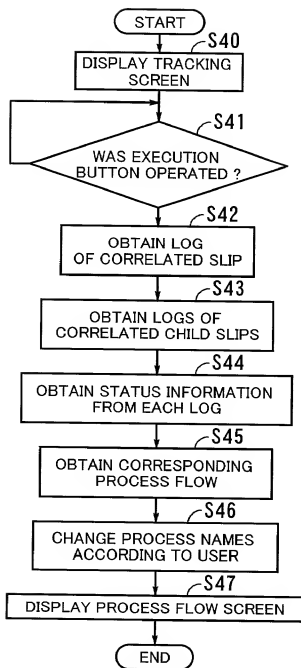 START
S40
DISPLAY TRACKING
SCREEN
S41
WAS EXECUTION
BUTTON OPERATED ?
S42
OBTAIN LOG
OF CORRELATED SLIP
S43
OBTAIN LOGS OF
CORRELATED CHILD SLIPS
S44
OBTAIN STATUS INFORMATION
FROM EACH LOG
S45
OBTAIN CORRESPONDING
PROCESS FLOW
S46
CHANGE PROCESS NAMES
ACCORDING TO USER
S47
DISPLAY PROCESS FLOW SCREEN
END